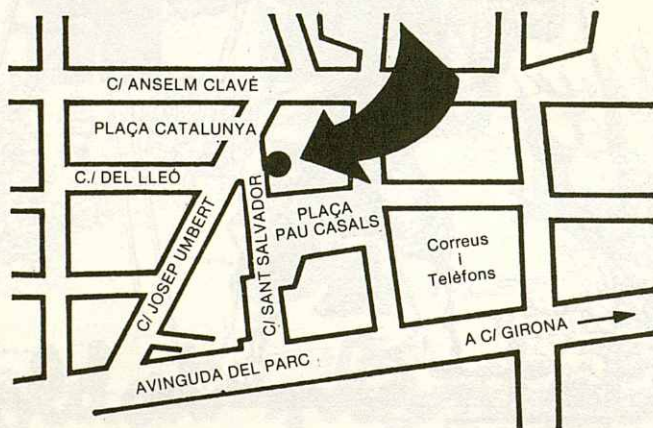 C/ ANSELM CLAVÉ
PLAÇA CATALUNYA
C./ DEL LLEÓ
C/ JOSEP UMBERT
C/ SANT SALVADOR
PLAÇA
PAU CASALS
Correus
i
Telèfons
A C/ GIRONA
AVINGUDA DEL PARC